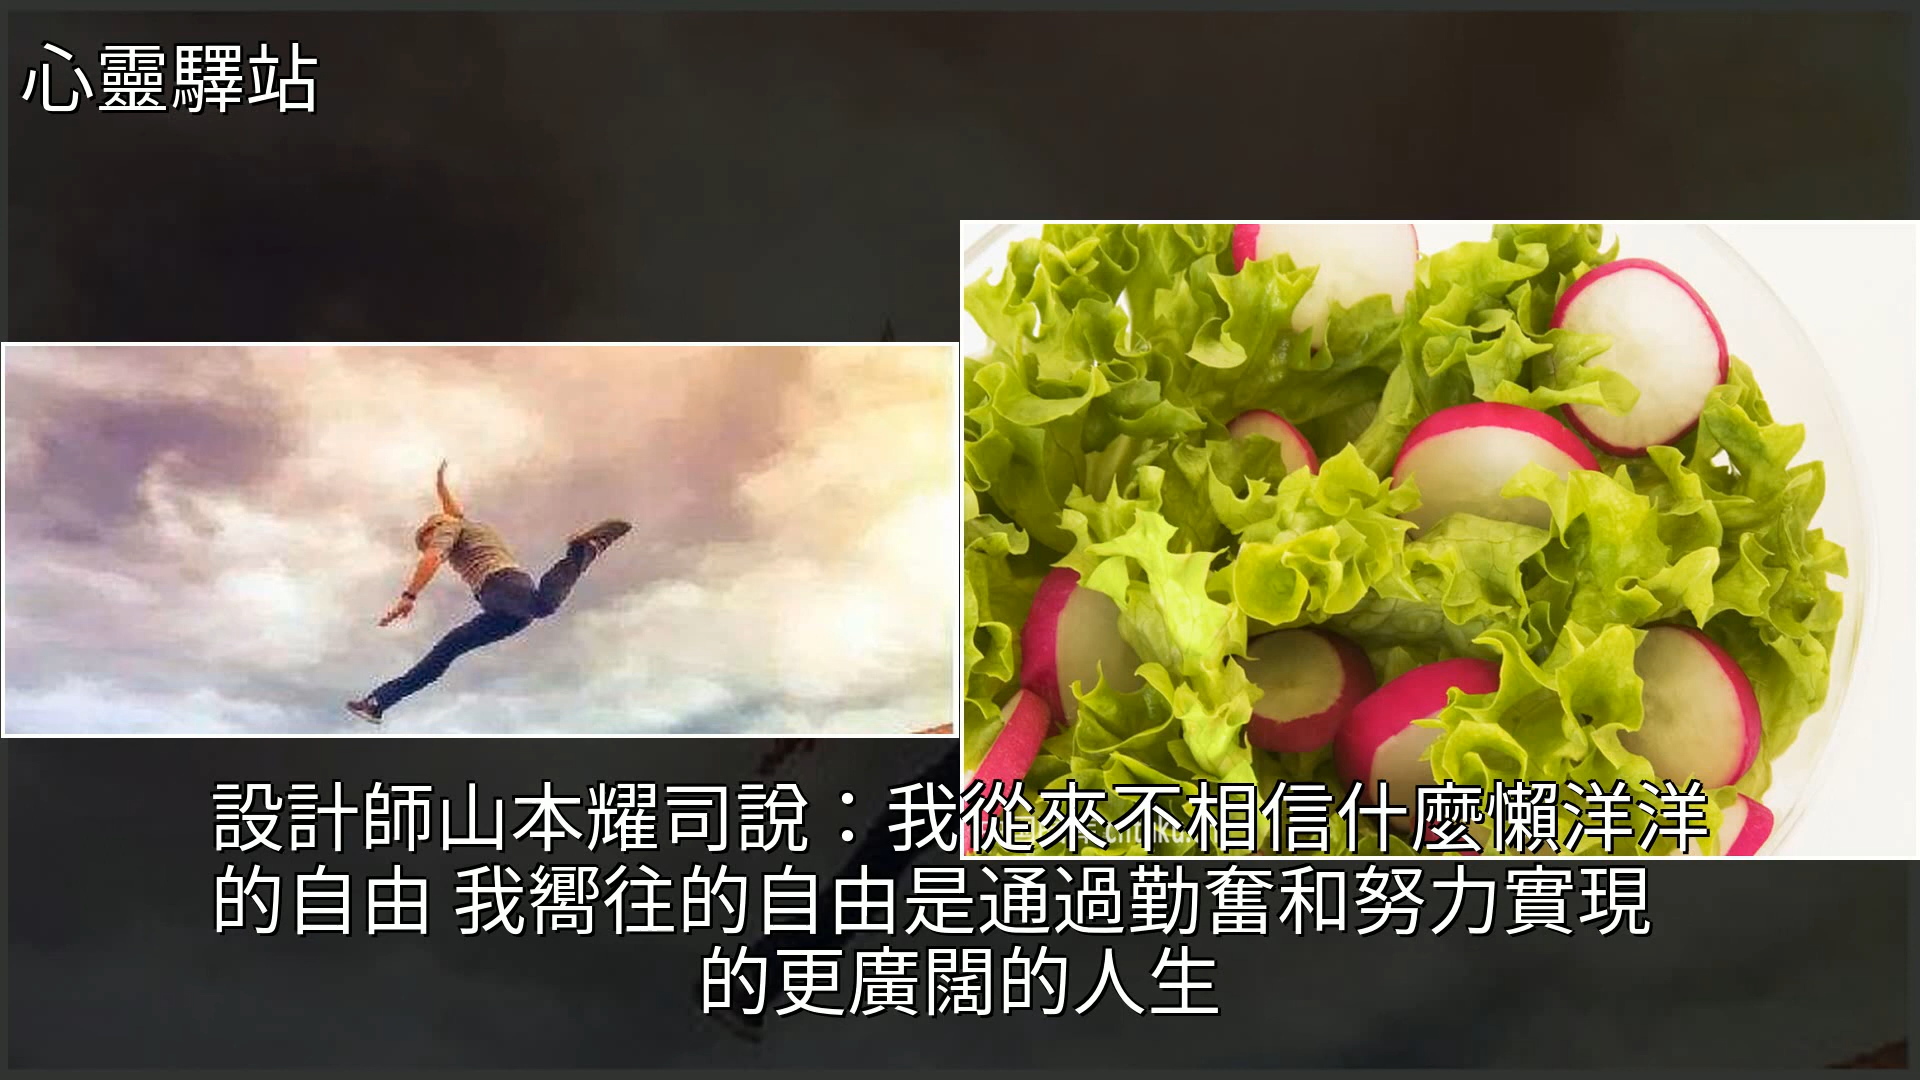 心靈驛站
設計師山本耀司說：我從來不相信什麼懶洋洋
的自由 我嚮往的自由是通過勤奮和努力實現
的更廣闊的人生